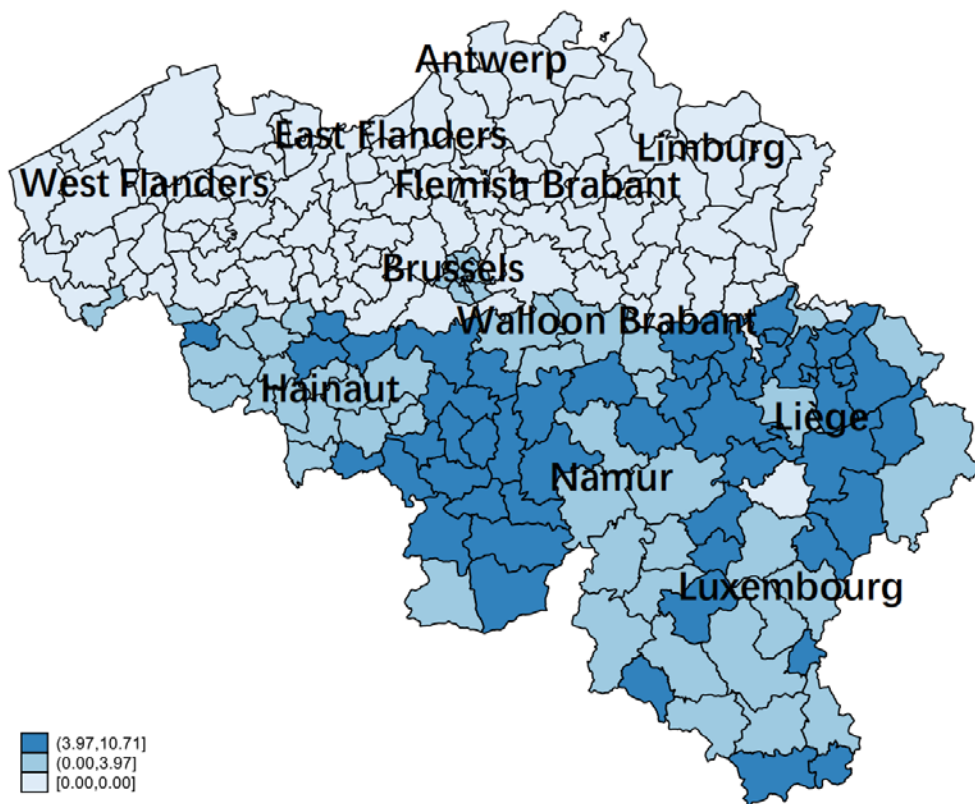 Antwerp
East Flanders
Limburg
West Flanders
Flemish Brabant
Brussels
Walloon Brabant
Hainaut
Liège
Namur
Luxembourg
(3.97,10.71]
(0.00,3.97]
[0.00,0.00]